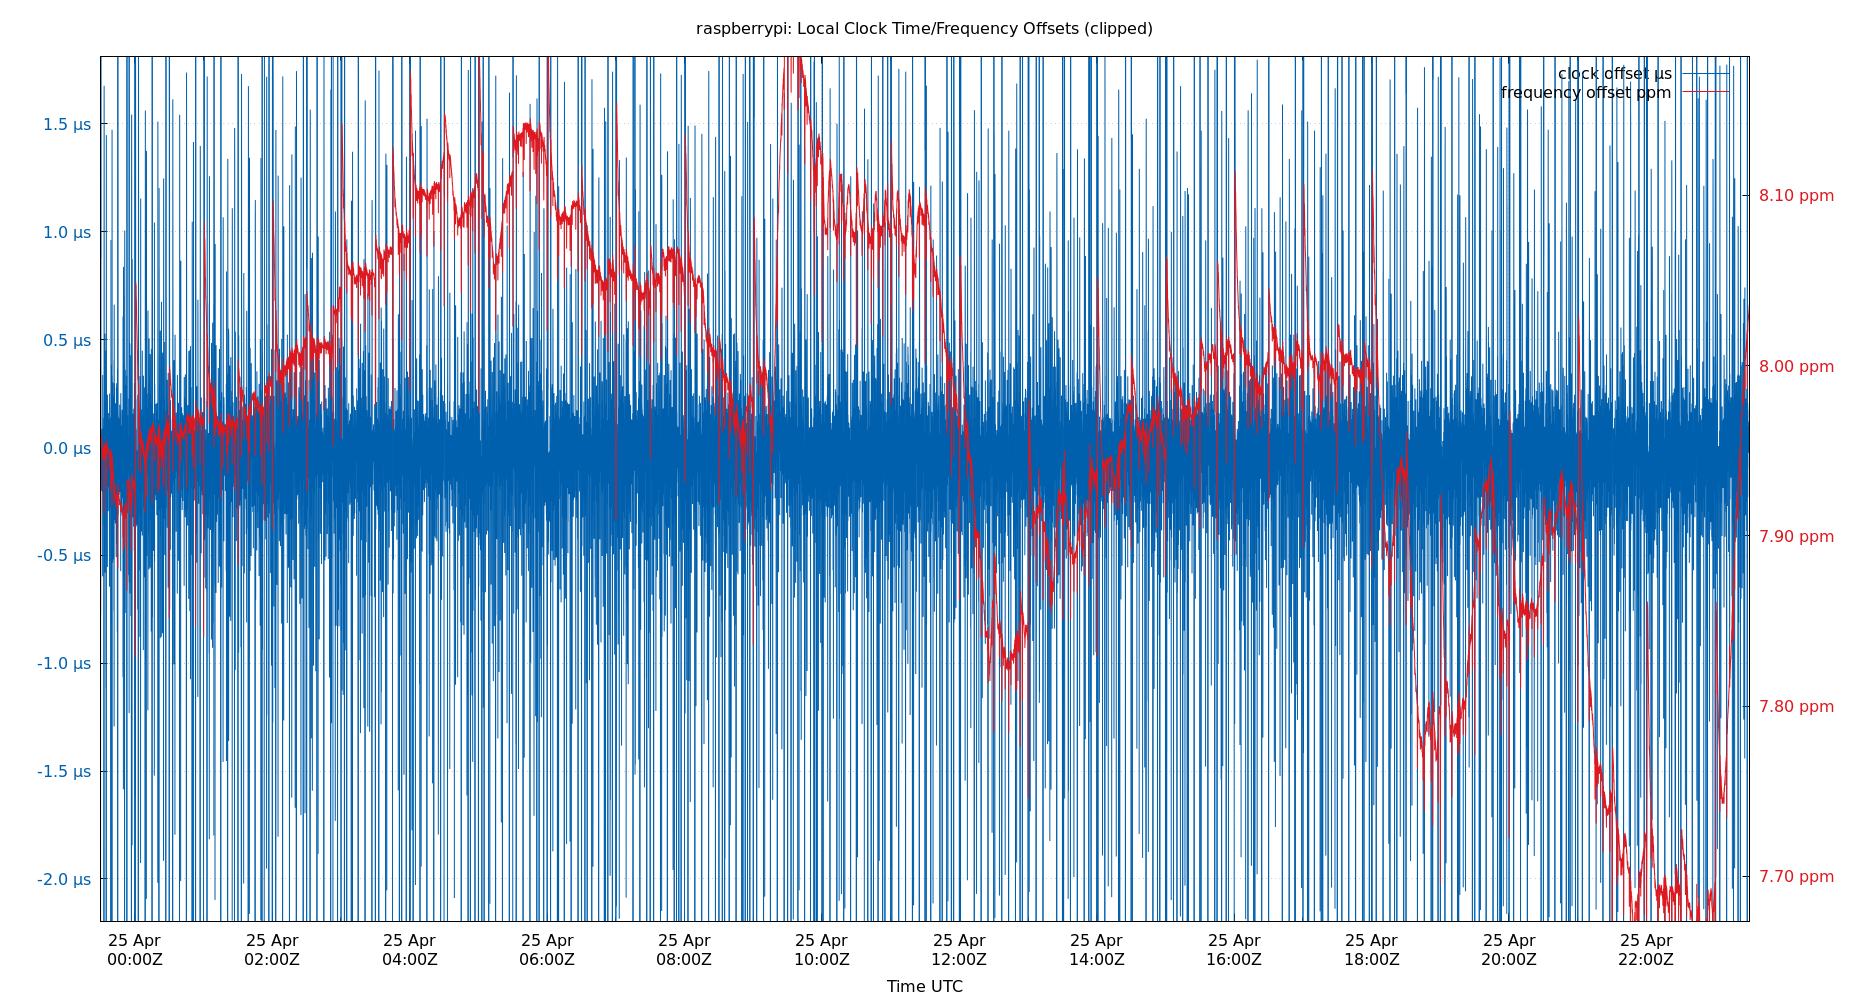 raspberrypi: Local Clock Time/Frequency Offsets (clipped)
clock offset µs
frequency offset ppm
1.5 µs
1.0 µs
0.5 µs
0.0 µs
-0.5 µs
-1.0 µs
-1.5 µs
-2.0 µs
8.10 ppm
8.00 ppm
7.90 ppm
7.80 ppm
7.70 ppm
25 Apr 25 Apr 25 Apr 25 Apr 25 Apr 25 Apr 25 Apr 25 Apr 25 Apr 25 Apr 25 Apr 25 Apr
00:00Z 02:00Z 04:00Z 06:00Z 08:00Z 10:00Z 12:00Z 14:00Z 16:00Z 18:00Z 20:00Z 22:00Z
Time UTC